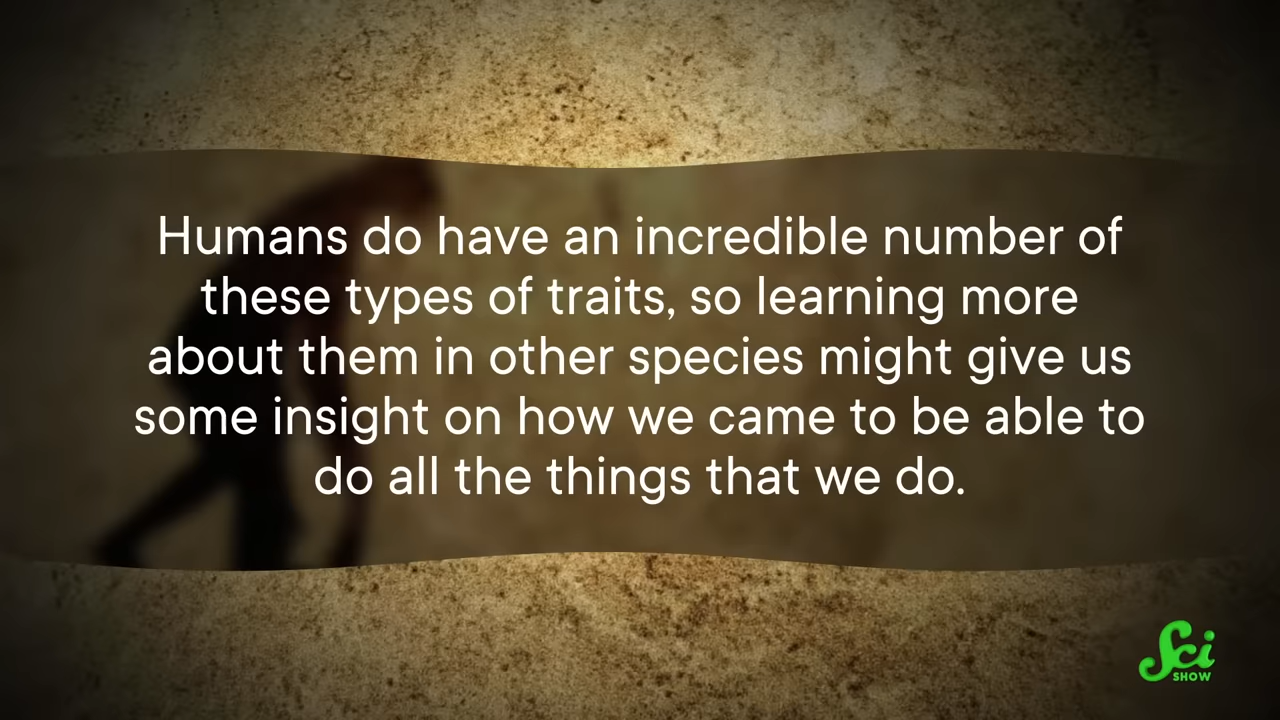 Humans do have an incredible number of
these types of traits, so learning more
about them in other species might give us
some insight on how we came to be able to
do all the things that we do.
Sci
SHOW